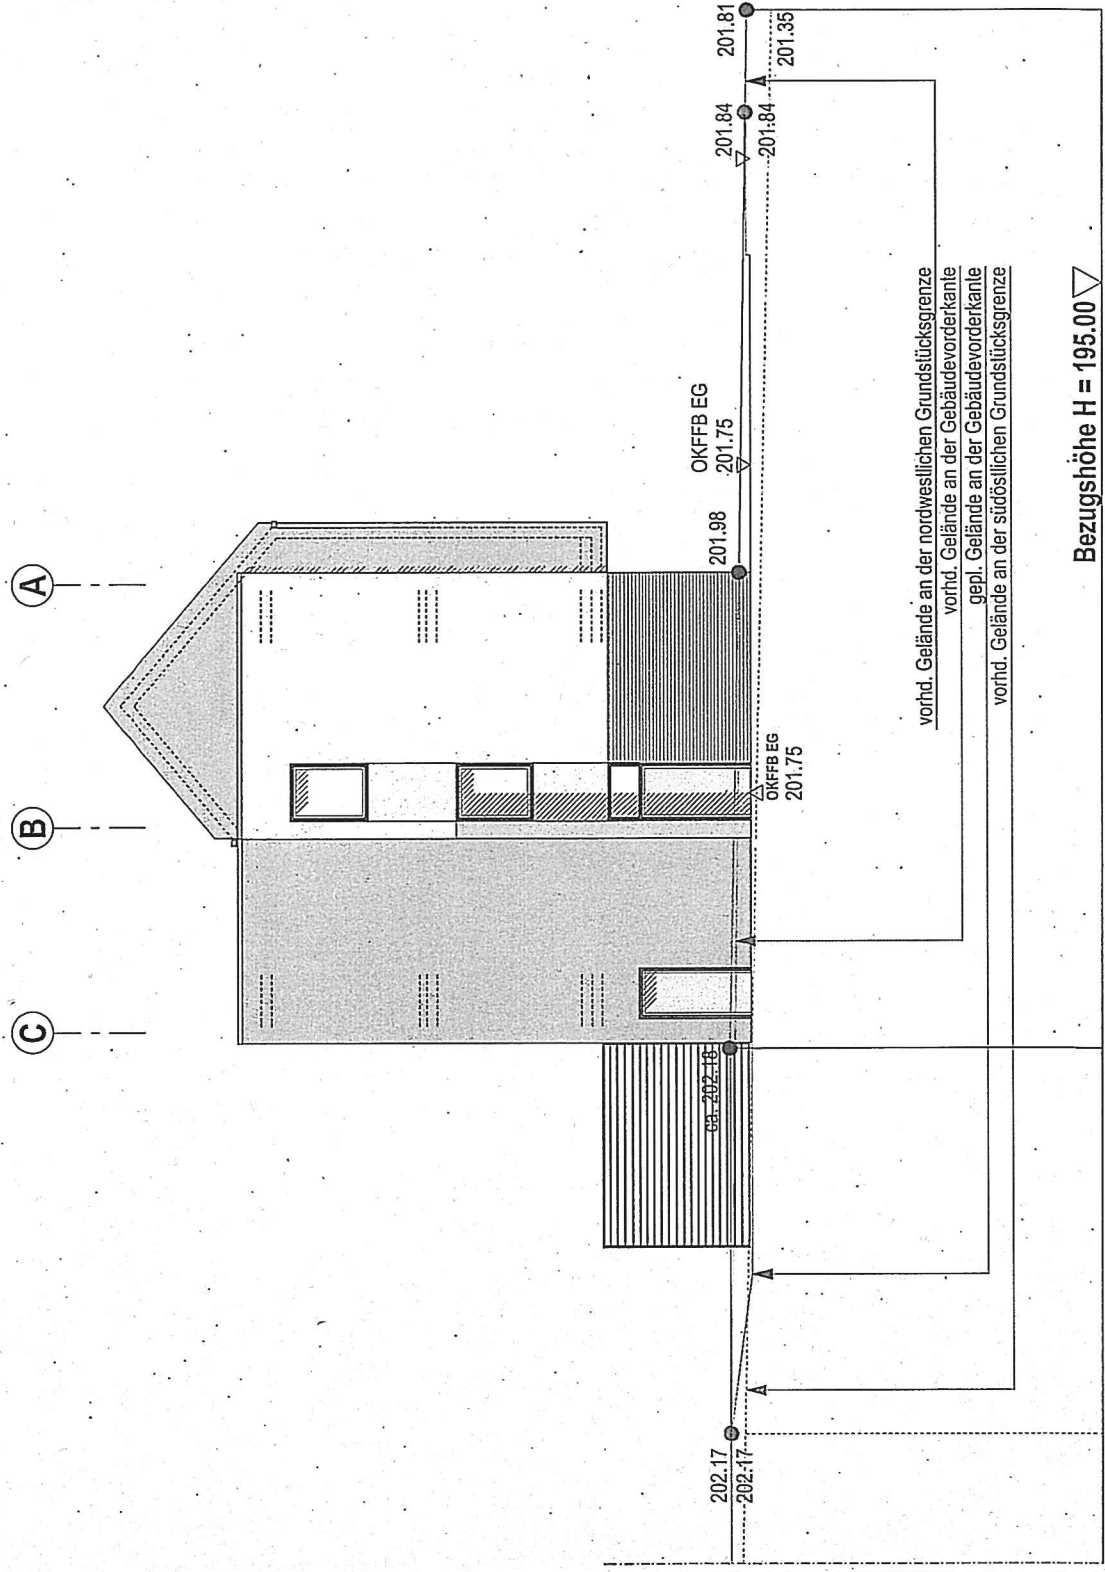 C
B
A
202.17
202.17
ca. 202.18
OKFFB EG
201.75
201.98
OKFFB EG
201.75
201.84
201.84
201.81
201.35
vorhd. Gelände an der nordwestlichen Grundstücksgrenze
vorhd. Gelände an der Gebäudevorderkante
gepl. Gelände an der Gebäudevorderkante
vorhd. Gelände an der südöstlichen Grundstücksgrenze
Bezugshöhe H = 195.00